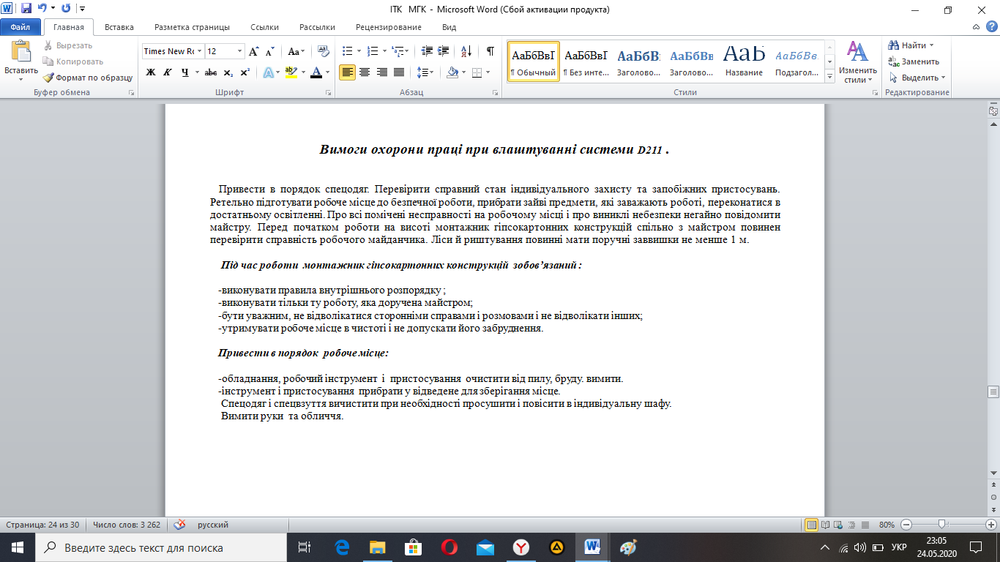 ІТК МГК - Microsoft Word (Сбой активации продукта)
Файл Главная Вставка Разметка страницы Ссылки Рассылки Рецензирование Вид
Вставить
Вырезать
Копировать
Формат по образцу
Буфер обмена
Times New Ro 12
Ж К Ч abc x₂ x²
Шрифт
Абзац
АаБбВвГ АаБбВвГ АаБбВ АаБбВв АаБ АаБбВв.
¶ Обычный ¶ Без инте... Заголово... Заголово... Название Подзагол...
Стили
Изменить стили
Найти
Заменить
Выделить
Редактирование
Вимоги охорони праці при влаштуванні системи D211 .
Привести в порядок спецодяг. Перевірити справний стан індивідуального захисту та запобіжних пристосувань.
Ретельно підготувати робоче місце до безпечної роботи, прибрати зайві предмети, які заважають роботі, переконатися в
достатньому освітленні. Про всі помічені несправності на робочому місці і про виниклі небезпеки негайно повідомити
майстру. Перед початком роботи на висоті монтажник гіпсокартонних конструкцій спільно з майстром повинен
перевірити справність робочого майданчика. Ліси й риштування повинні мати поручні заввишки не менше 1 м.
Під час роботи монтажник гіпсокартонних конструкцій зобов’язаний :
-виконувати правила внутрішнього розпорядку ;
-виконувати тільки ту роботу, яка доручена майстром;
-бути уважним, не відволікатися сторонніми справами і розмовами і не відволікати інших;
-утримувати робоче місце в чистоті і не допускати його забруднення.
Привести в порядок робоче місце:
-обладнання, робочий інструмент і пристосування очистити від пилу, бруду. вимити.
-інструмент і пристосування прибрати у відведене для зберігання місце.
Спецодяг і спецвзуття вичистити при необхідності просушити і повісити в індивідуальну шафу.
Вимити руки та обличчя.
Страница: 24 из 30 Число слов: 3 262 русский 80%
Введите здесь текст для поиска
УКР
23:05
24.05.2020